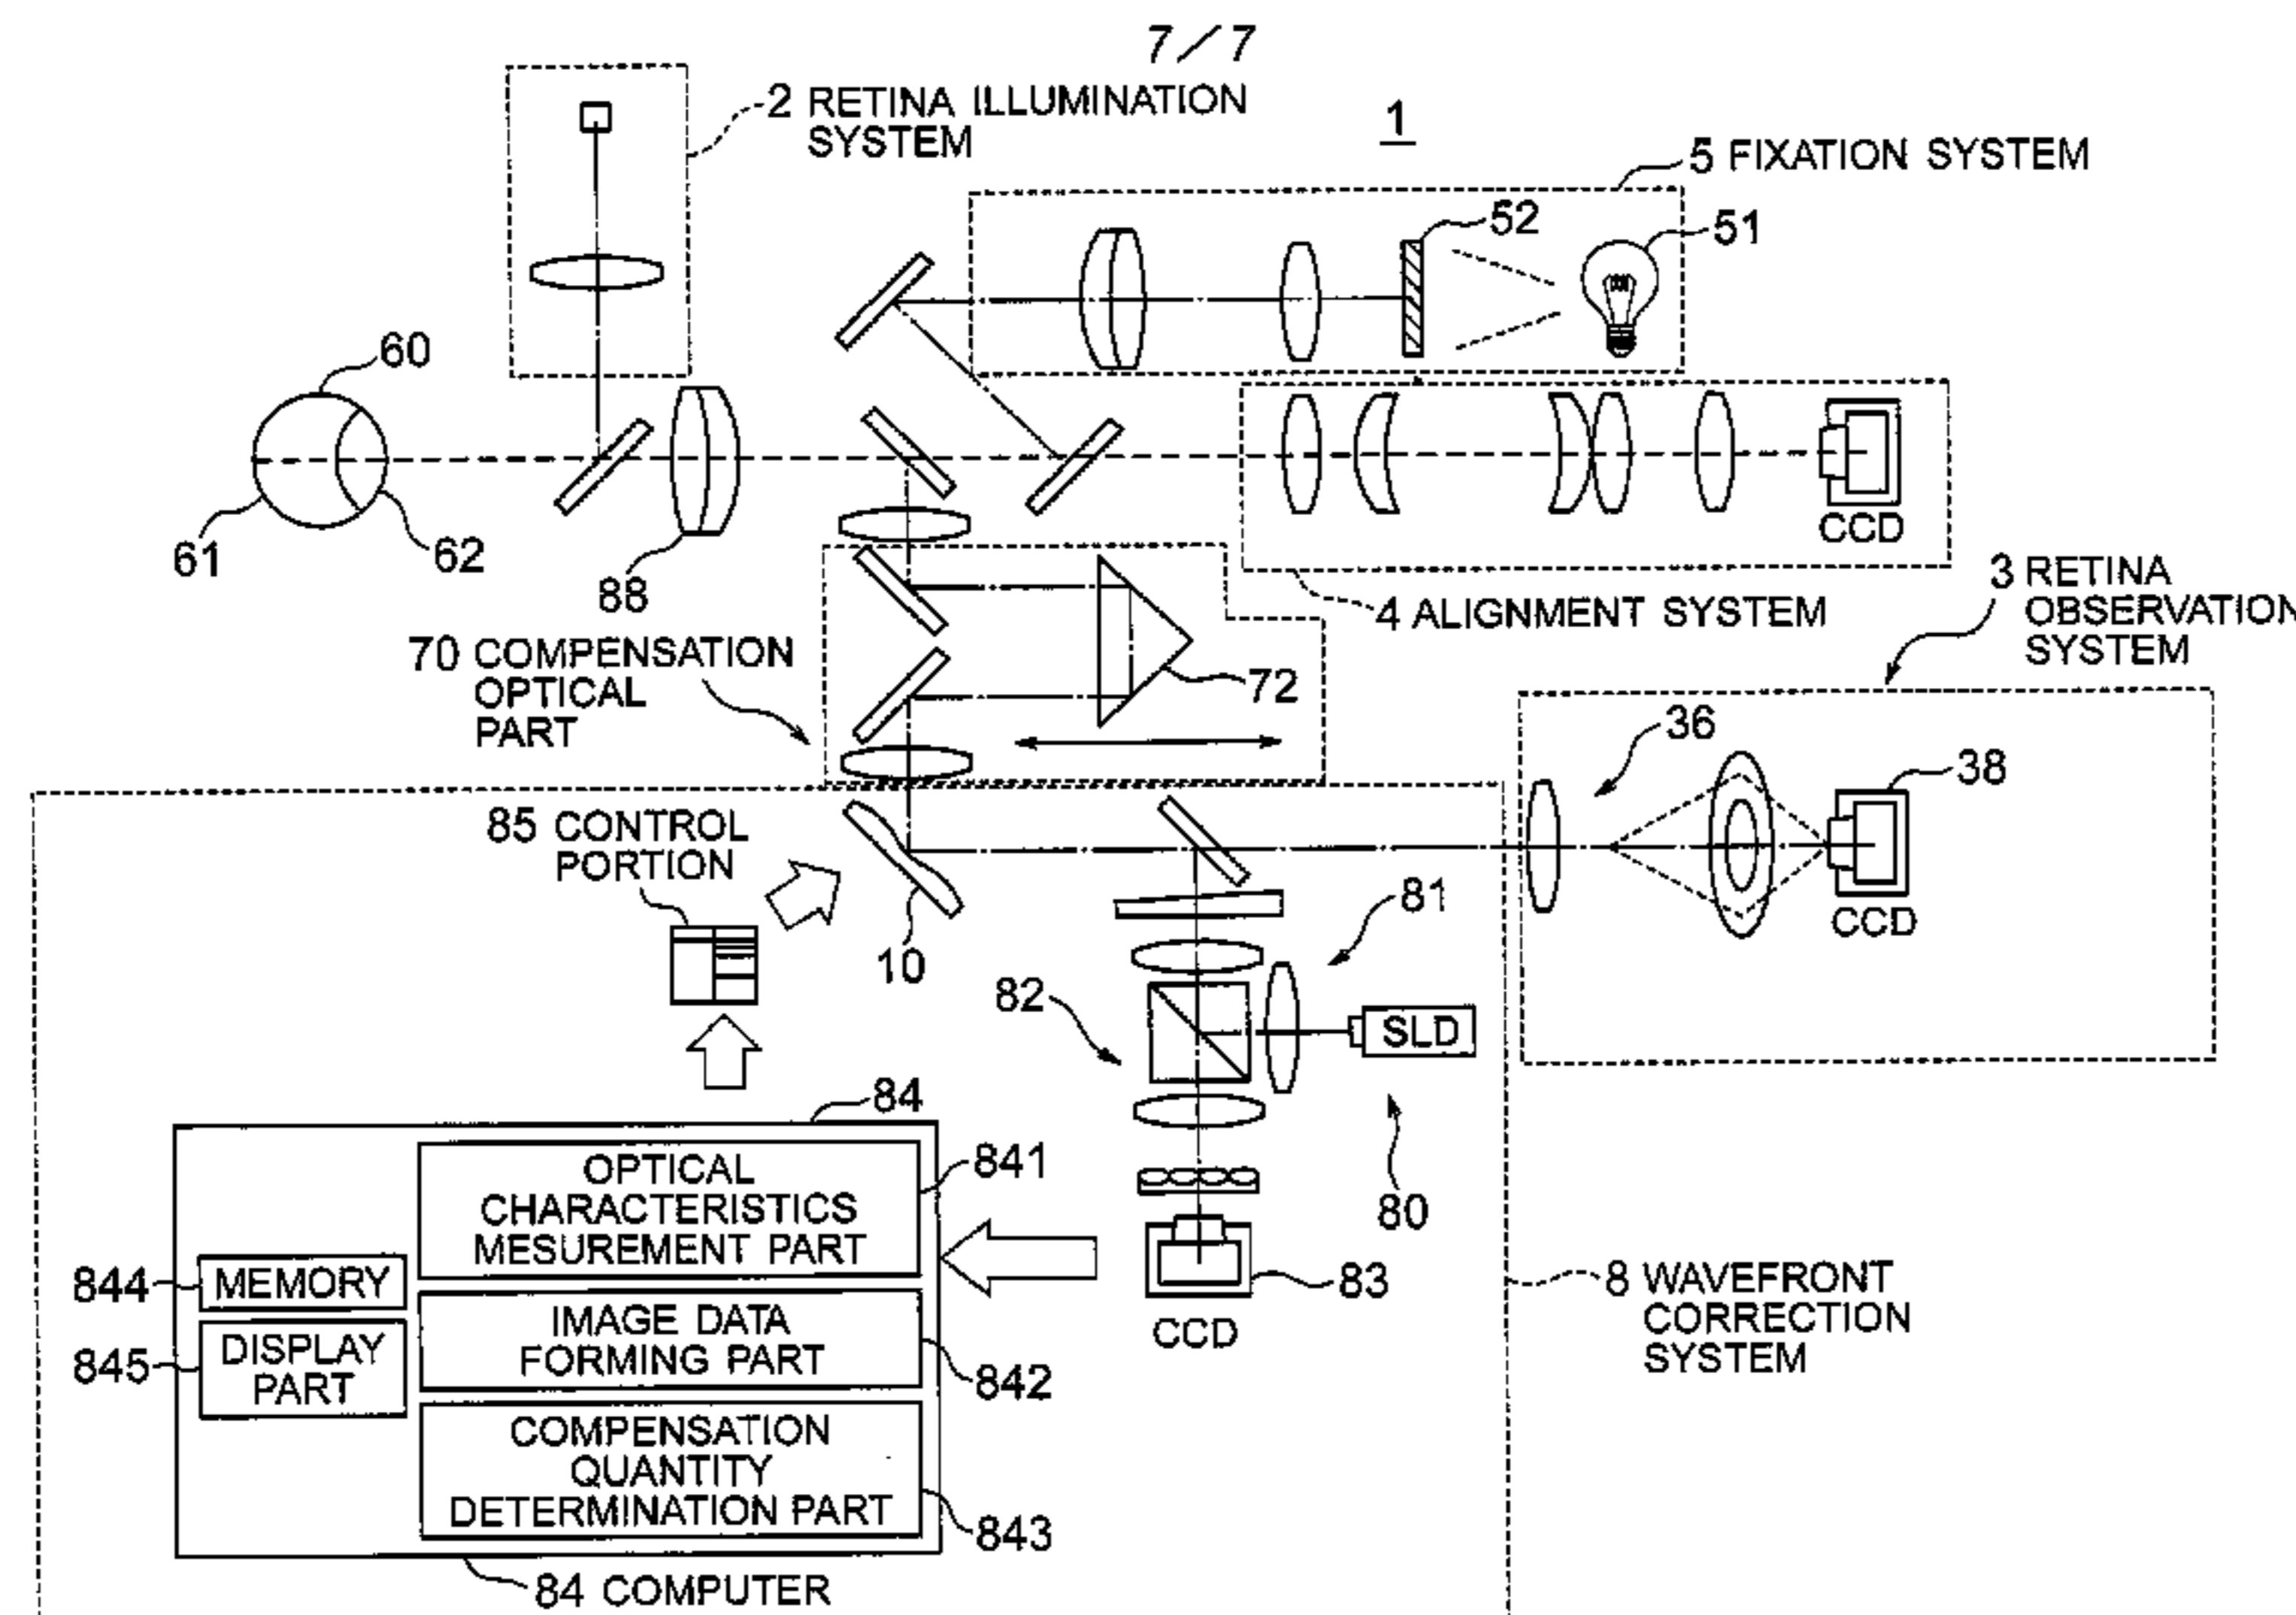 7/7
2 RETINA ILLUMINATION
SYSTEM
1
5 FIXATION SYSTEM
52
51
60
61
62
88
CCD
4 ALIGNMENT SYSTEM
3 RETINA
OBSERVATION
SYSTEM
70 COMPENSATION
OPTICAL
PART
72
36
38
CCD
85 CONTROL
PORTION
10
81
82
SLD
80
84
OPTICAL
CHARACTERISTICS
MESUREMENT PART
841
844
MEMORY
83
CCD
8 WAVEFRONT
CORRECTION
SYSTEM
845
DISPLAY
PART
IMAGE DATA
FORMING PART
842
COMPENSATION
QUANTITY
DETERMINATION PART
843
84 COMPUTER